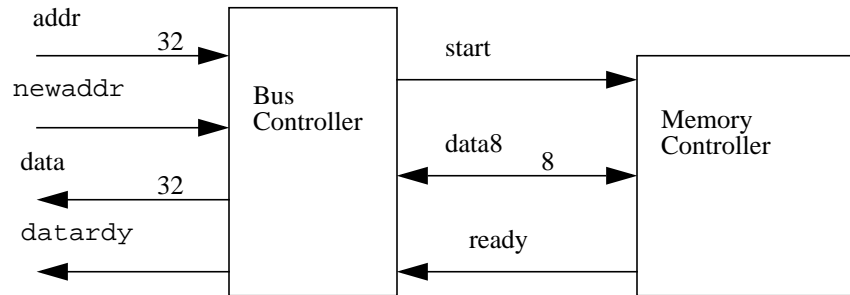 addr
32
newaddr
data
32
datardy
Bus
Controller
start
data8
8
ready
Memory
Controller